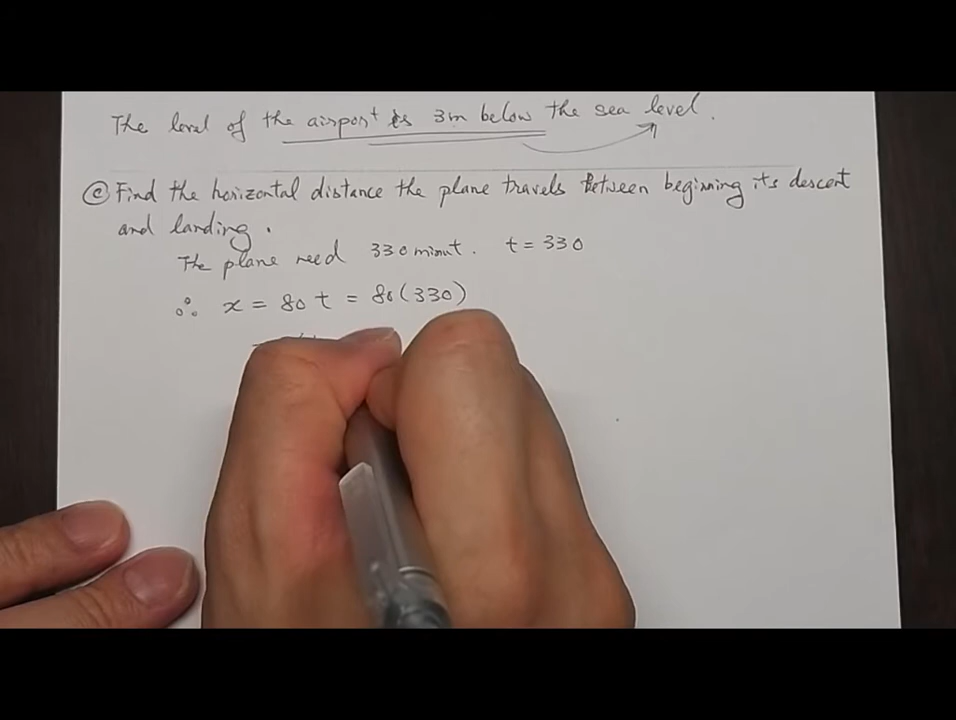 The level of the airport is 3m below the sea level.
ⓒ Find the horizontal distance the plane travels between beginning its descent
and landing.
The plane need 330 minut. t = 330
∴ x = 80 t = 80(330)